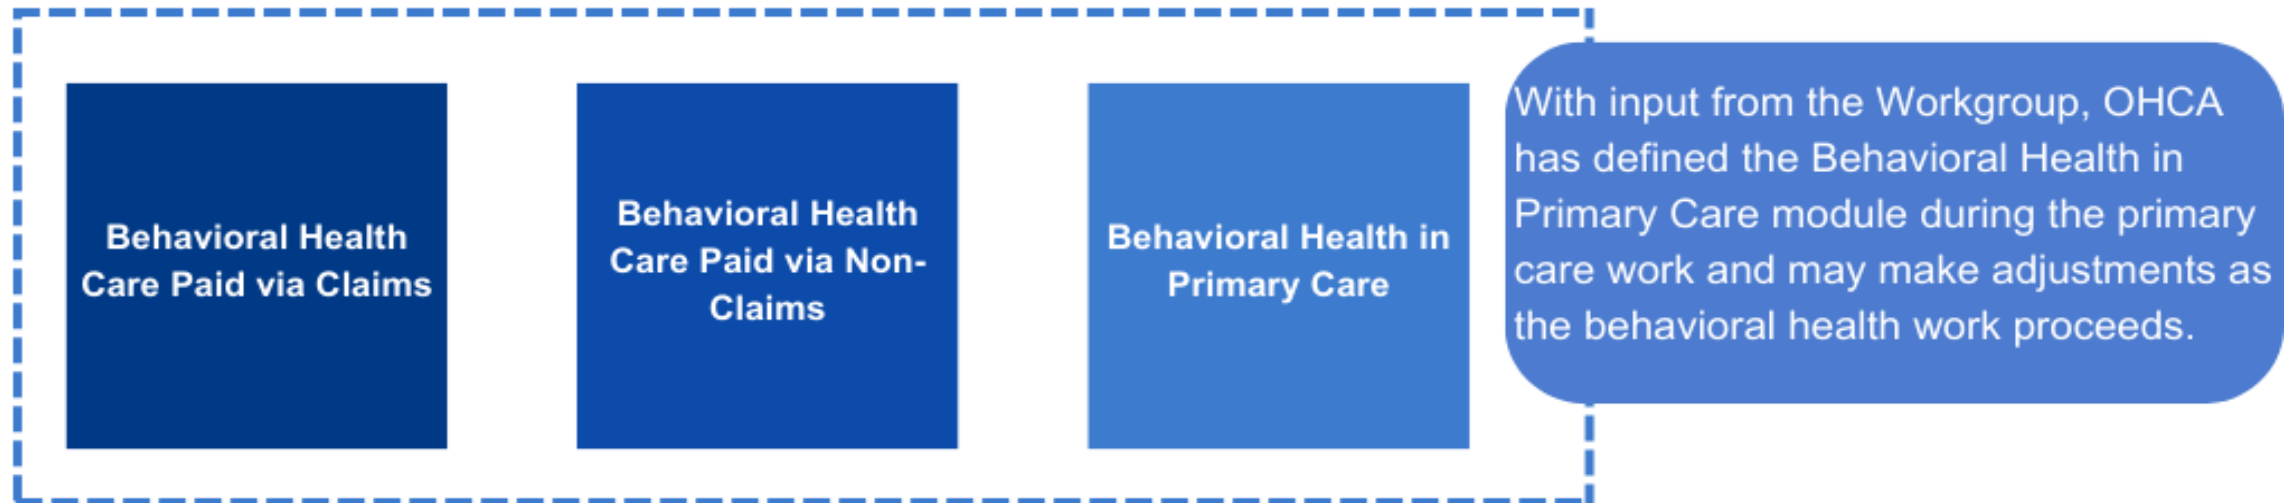 Behavioral Health
Care Paid via Claims
Behavioral Health
Care Paid via Non-
Claims
Behavioral Health in
Primary Care
With input from the Workgroup, OHCA
has defined the Behavioral Health in
Primary Care module during the primary
care work and may make adjustments as
the behavioral health work proceeds.